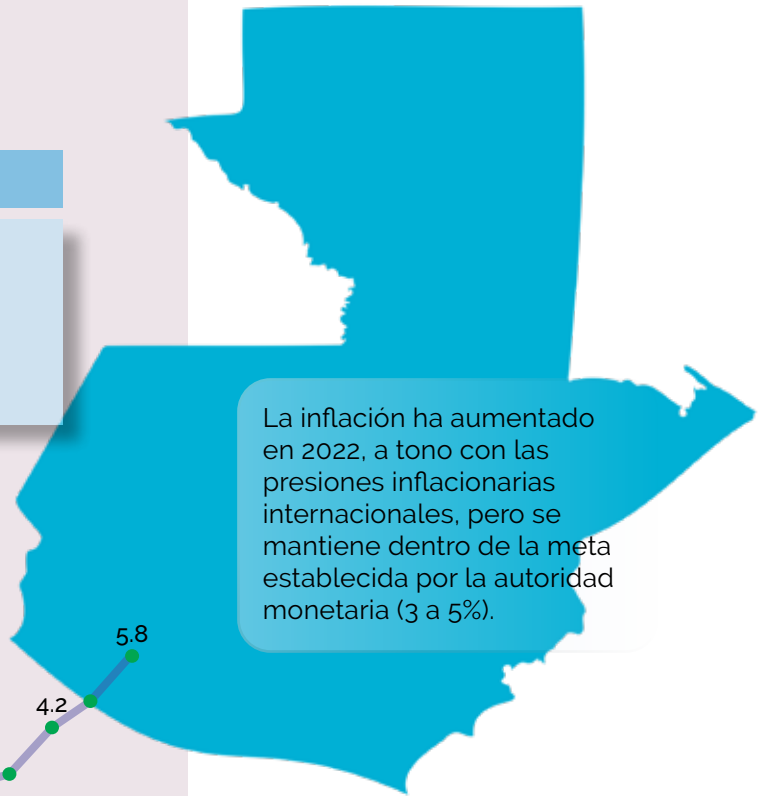 La inflación ha aumentado
en 2022, a tono con las
presiones inflacionarias
internacionales, pero se
mantiene dentro de la meta
establecida por la autoridad
monetaria (3 a 5%).
5.8
4.2